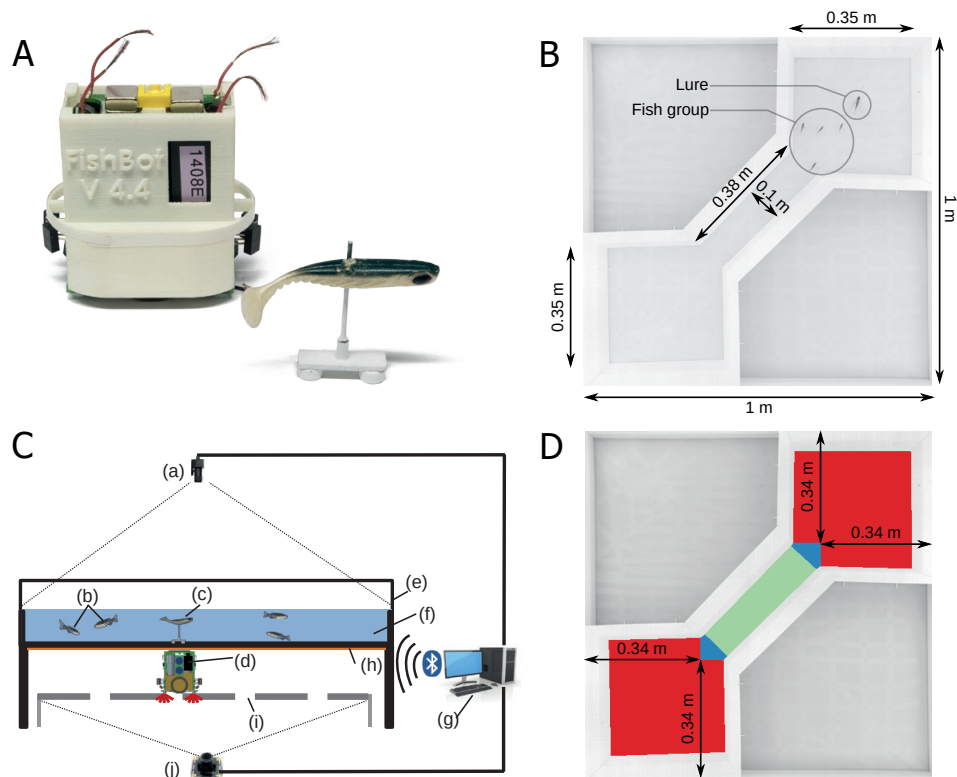 A
FishBot
V 4.4
1408E
B
0.35 m
Lure
Fish group
0.38 m
0.1 m
1 m
0.35 m
1 m
C
(a)
(b)
(c)
(e)
(f)
(d)
(h)
(g)
(i)
(j)
D
0.34 m
0.34 m
0.34 m
0.34 m